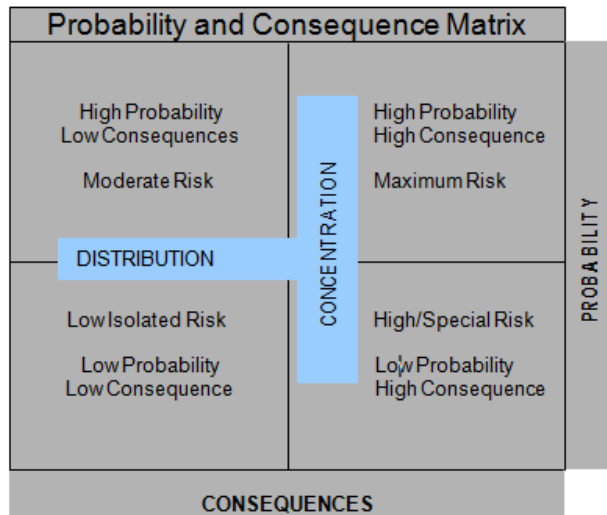 Probability and Consequence Matrix
High Probability
Low Consequences
Moderate Risk
High Probability
High Consequence
Maximum Risk
DISTRIBUTION
CONCENTRATION
PROBABILITY
Low Isolated Risk
Low Probability
Low Consequence
High/Special Risk
Low Probability
High Consequence
CONSEQUENCES